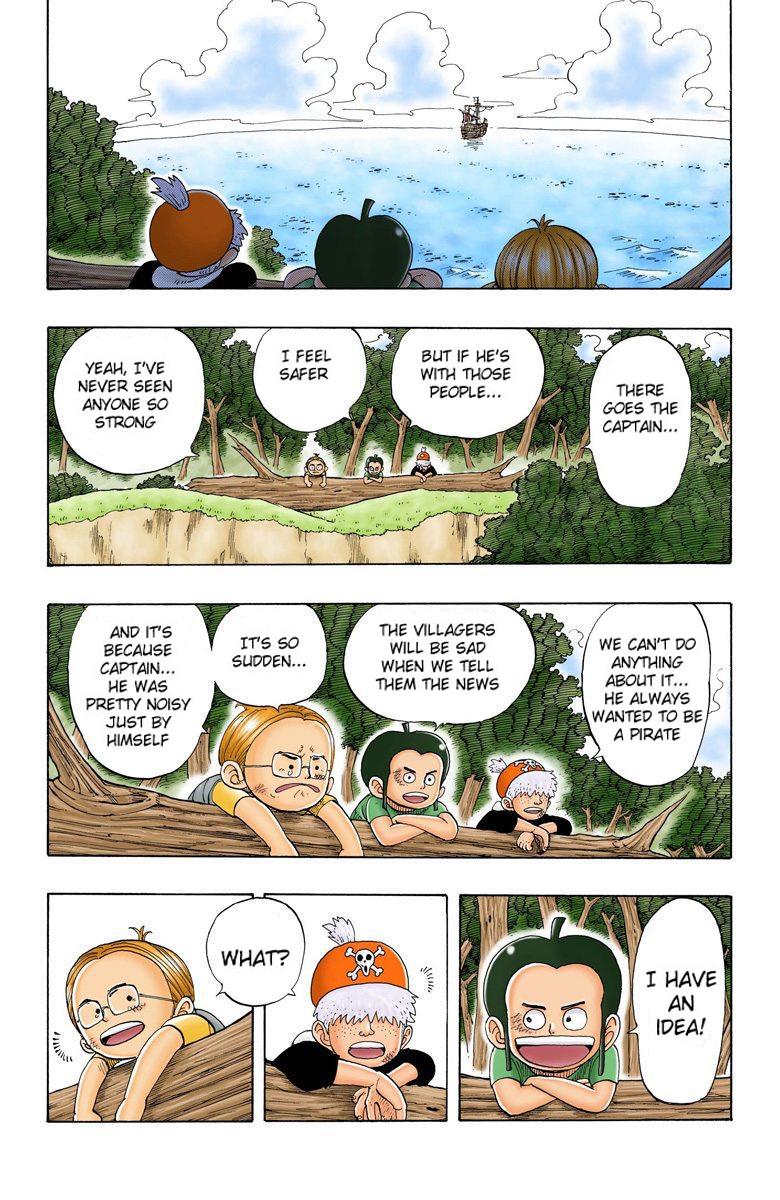 THERE
GOES THE
CAPTAIN...
BUT IF HE'S
WITH THOSE
PEOPLE...
I FEEL
SAFER
YEAH, I'VE
NEVER SEEN
ANYONE SO
STRONG
WE CAN'T DO
ANYTHING
ABOUT IT...
HE ALWAYS
WANTED TO BE
A PIRATE
THE VILLAGERS
WILL BE SAD
WHEN WE TELL
THEM THE NEWS
IT'S SO
SUDDEN...
AND IT'S
BECAUSE
CAPTAIN...
HE WAS
PRETTY NOISY
JUST BY
HIMSELF
I HAVE
AN
IDEA!
WHAT?